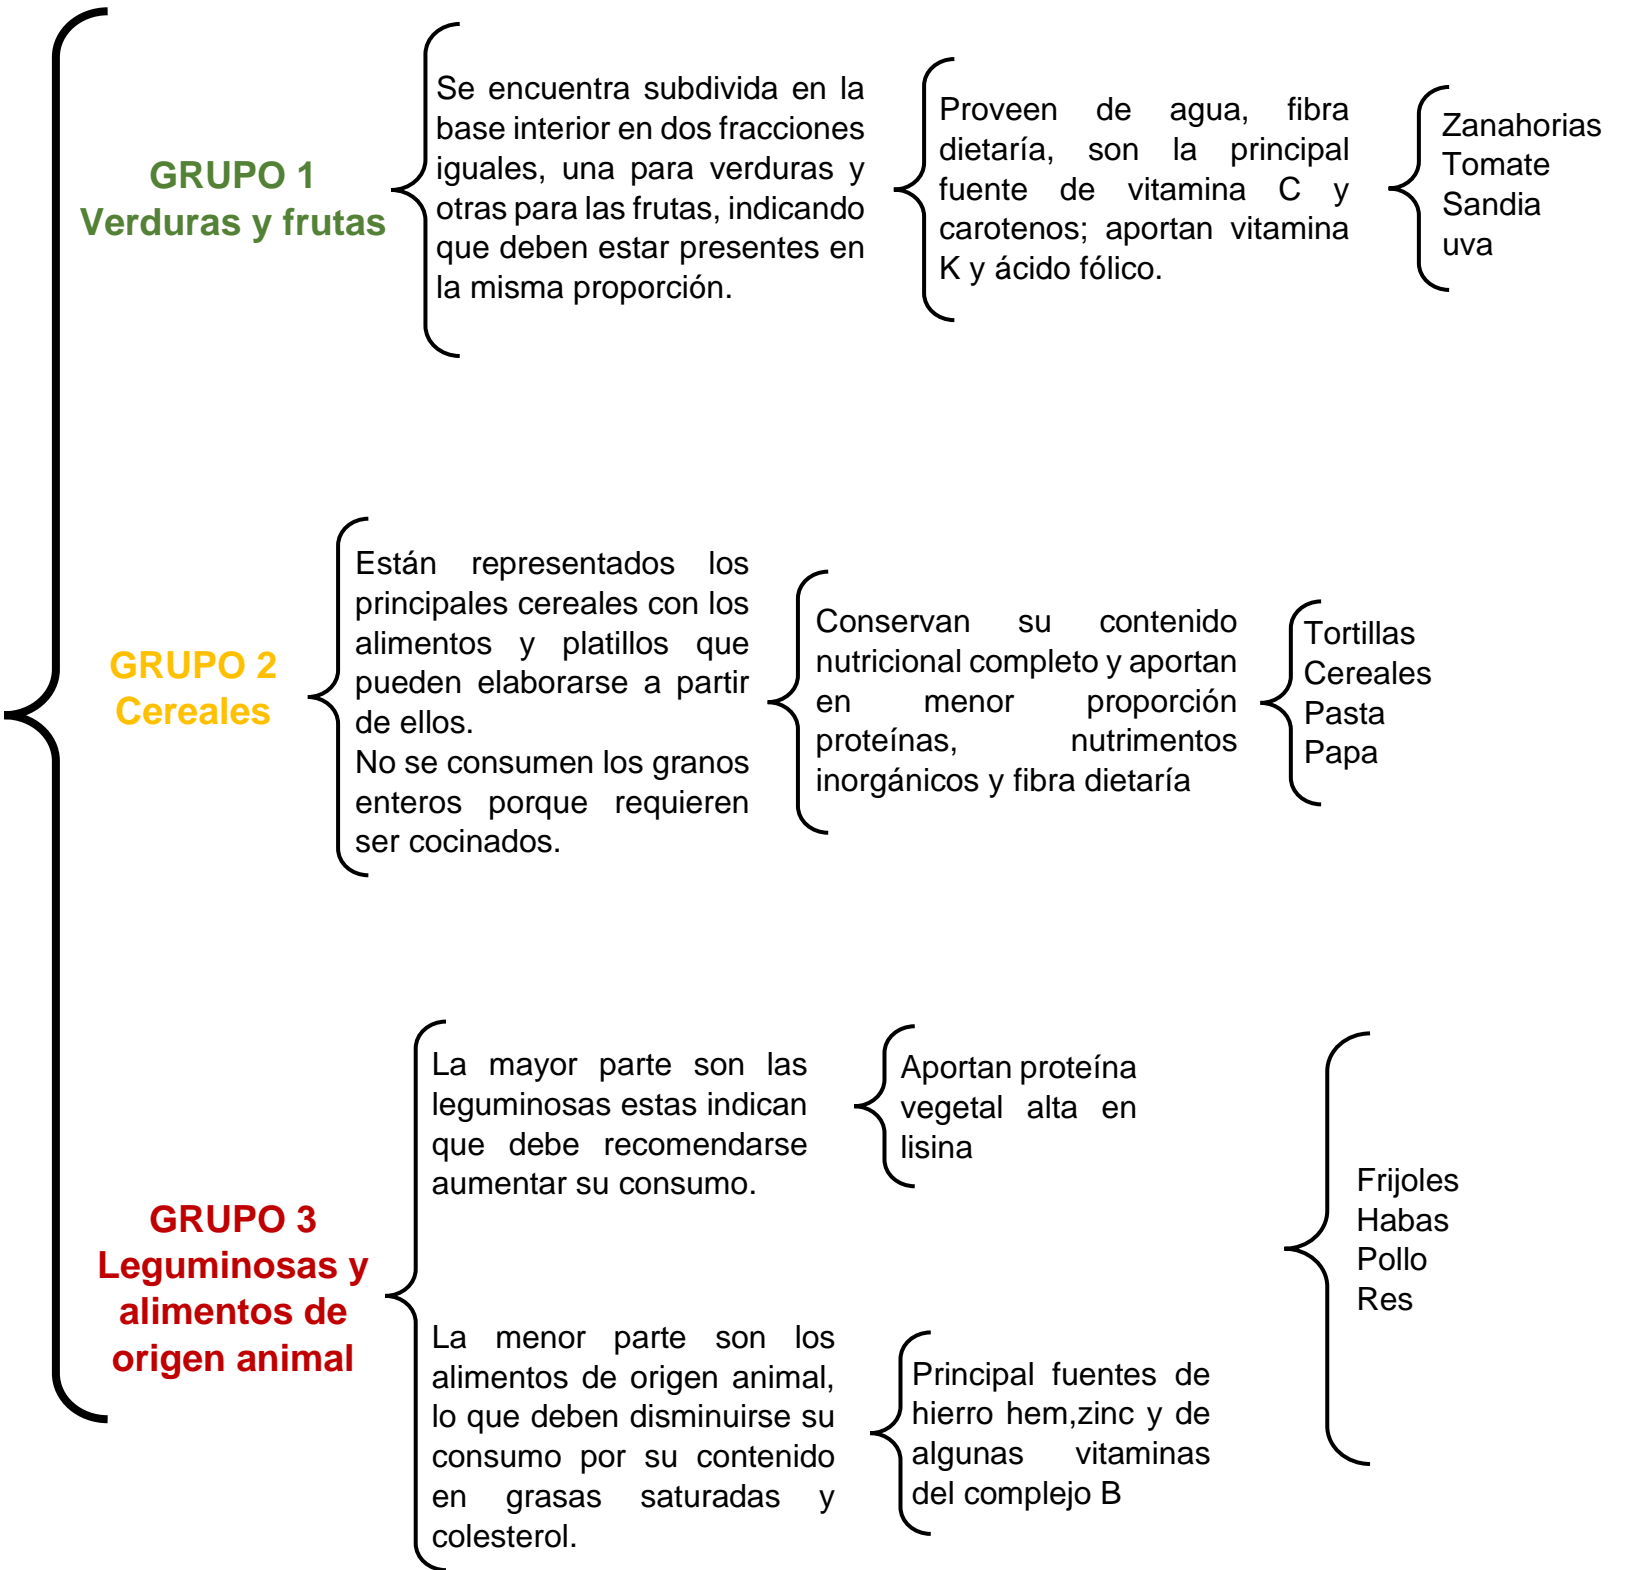 GRUPO 1
Verduras y frutas
Se encuentra subdivida en la
base interior en dos fracciones
iguales, una para verduras y
otras para las frutas, indicando
que deben estar presentes en
la misma proporción.
Proveen de agua, fibra
dietaría, son la principal
fuente de vitamina C y
carotenos; aportan vitamina
K y ácido fólico.
Zanahorias
Tomate
Sandia
uva
GRUPO 2
Cereales
Están representados los
principales cereales con los
alimentos y platillos que
pueden elaborarse a partir
de ellos.
No se consumen los granos
enteros porque requieren
ser cocinados.
Conservan su contenido
nutricional completo y aportan
en menor proporción
proteínas, nutrimentos
inorgánicos y fibra dietaría
Tortillas
Cereales
Pasta
Papa
GRUPO 3
Leguminosas y
alimentos de
origen animal
La mayor parte son las
leguminosas estas indican
que debe recomendarse
aumentar su consumo.
Aportan proteína
vegetal alta en
lisina
La menor parte son los
alimentos de origen animal,
lo que deben disminuirse su
consumo por su contenido
en grasas saturadas y
colesterol.
Principal fuentes de
hierro hem,zinc y de
algunas vitaminas
del complejo B
Frijoles
Habas
Pollo
Res